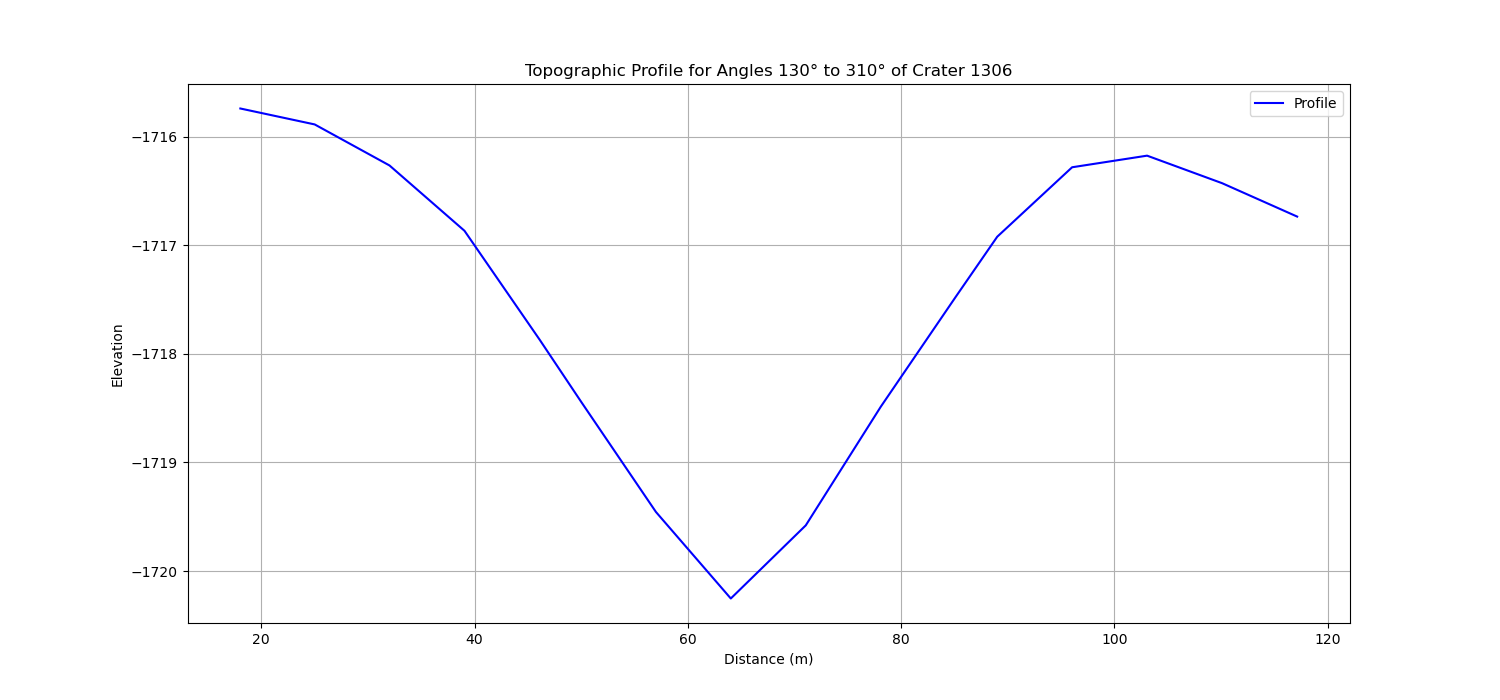 Topographic Profile for Angles 130° to 310° of Crater 1306
Profile
−1716
−1717
−1718
−1719
−1720
Elevation
20 40 60 80 100 120
Distance (m)